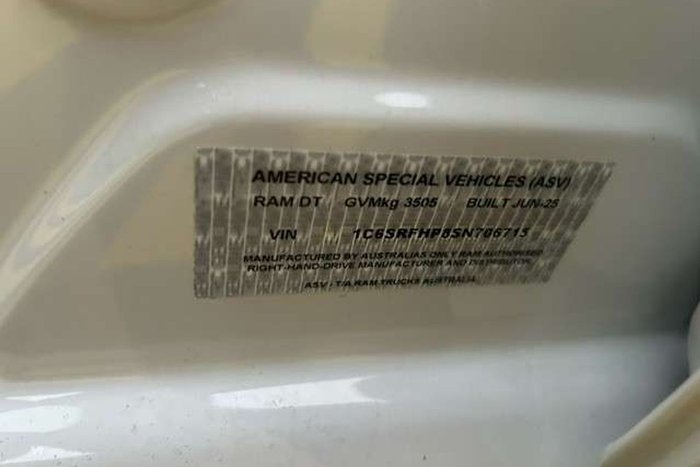 AMERICAN SPECIAL VEHICLES (ASV)
RAM DT GVMkg 3505 BUILT JUN-25
VIN 1C6SRFHP8SN706715
MANUFACTURED BY AUSTRALIAS ONLY RAM AUTHORISED
RIGHT-HAND-DRIVE MANUFACTURER AND DISTRIBUTOR
ASV - T/A RAM TRUCKS AUSTRALIA